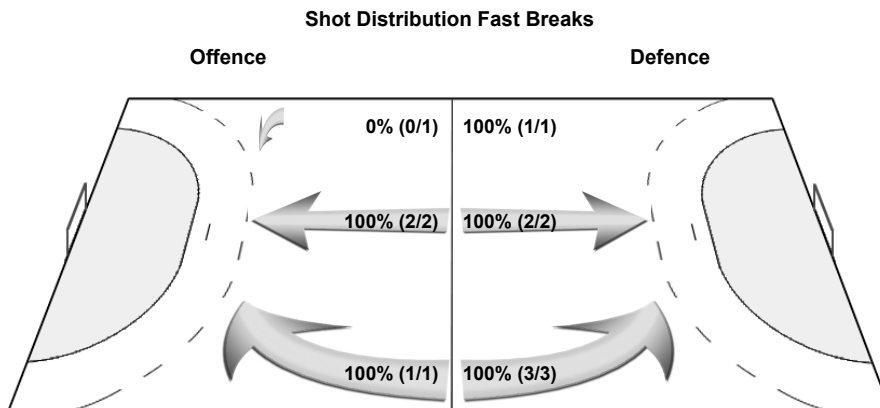 Shot Distribution Fast Breaks
Offence Defence
0% (0/1) 100% (1/1)
100% (2/2) 100% (2/2)
100% (1/1) 100% (3/3)